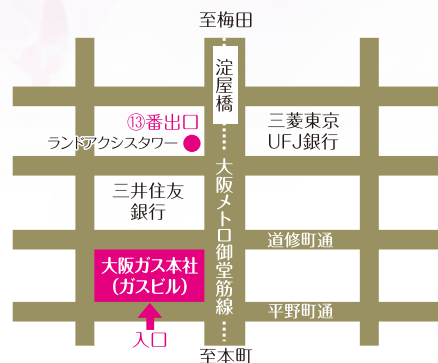 至梅田
淀屋橋
⑬番出口
ランドアクシスタワー
三菱東京
UFJ銀行
三井住友
銀行
大阪メトロ御堂筋線
道修町通
大阪ガス本社
(ガスビル)
平野町通
入口
至本町